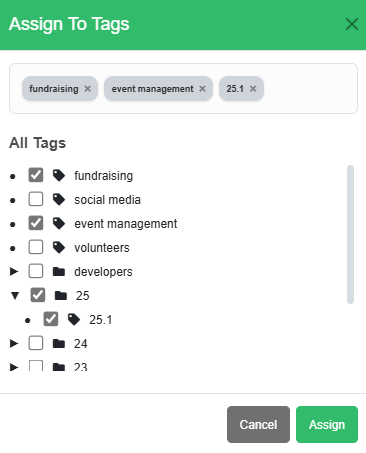 Assign To Tags
fundraising × event management × 25.1 ×
All Tags
fundraising
social media
event management
volunteers
developers
25
25.1
24
23
Cancel Assign